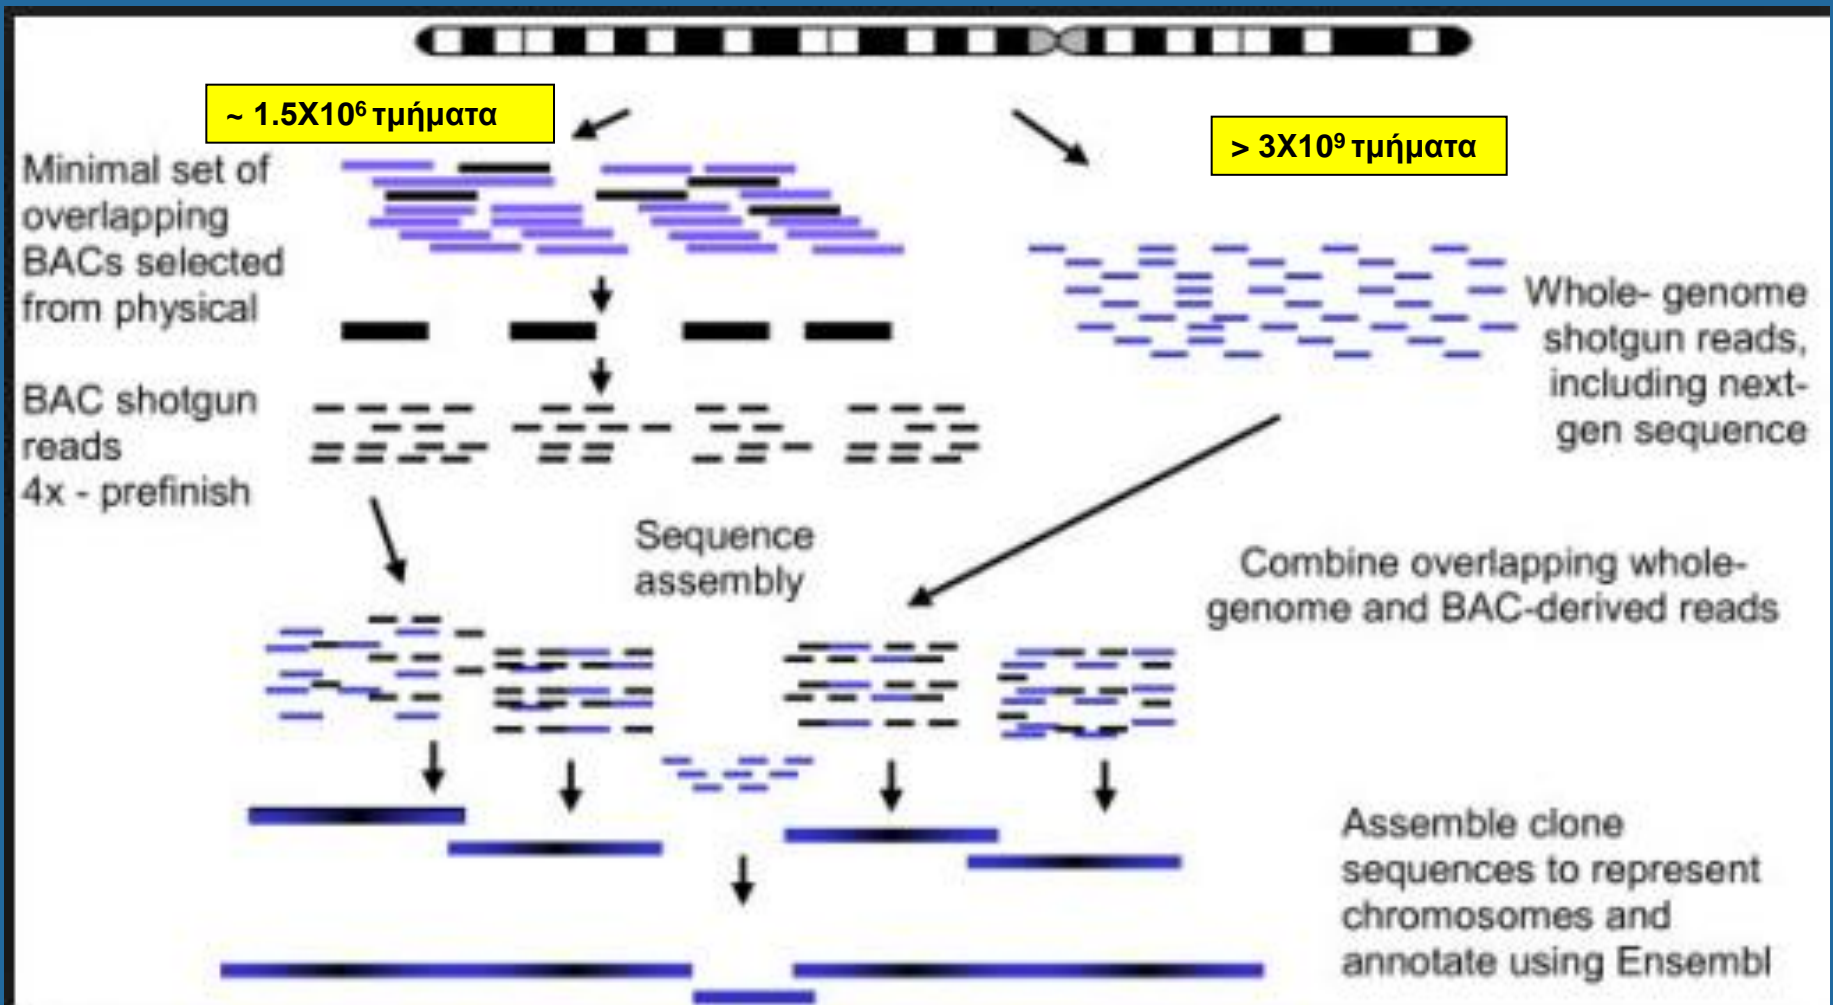 ~ 1.5X10⁶ τμήματα
> 3X10⁹ τμήματα
Minimal set of
overlapping
BACs selected
from physical
Whole- genome
shotgun reads,
including next-
gen sequence
BAC shotgun
reads
4x - prefinish
Sequence
assembly
Combine overlapping whole-
genome and BAC-derived reads
Assemble clone
sequences to represent
chromosomes and
annotate using Ensembl